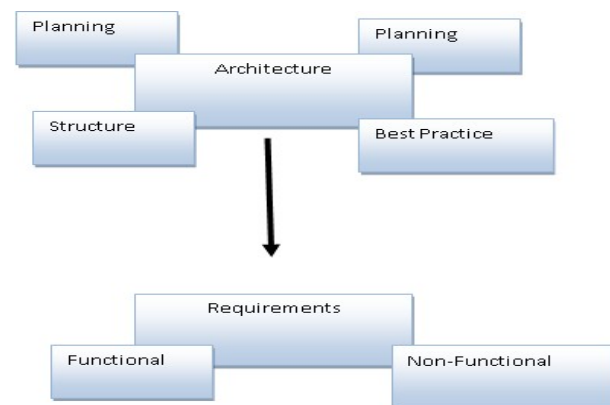 Planning
Planning
Architecture
Structure
Best Practice
Requirements
Functional
Non-Functional